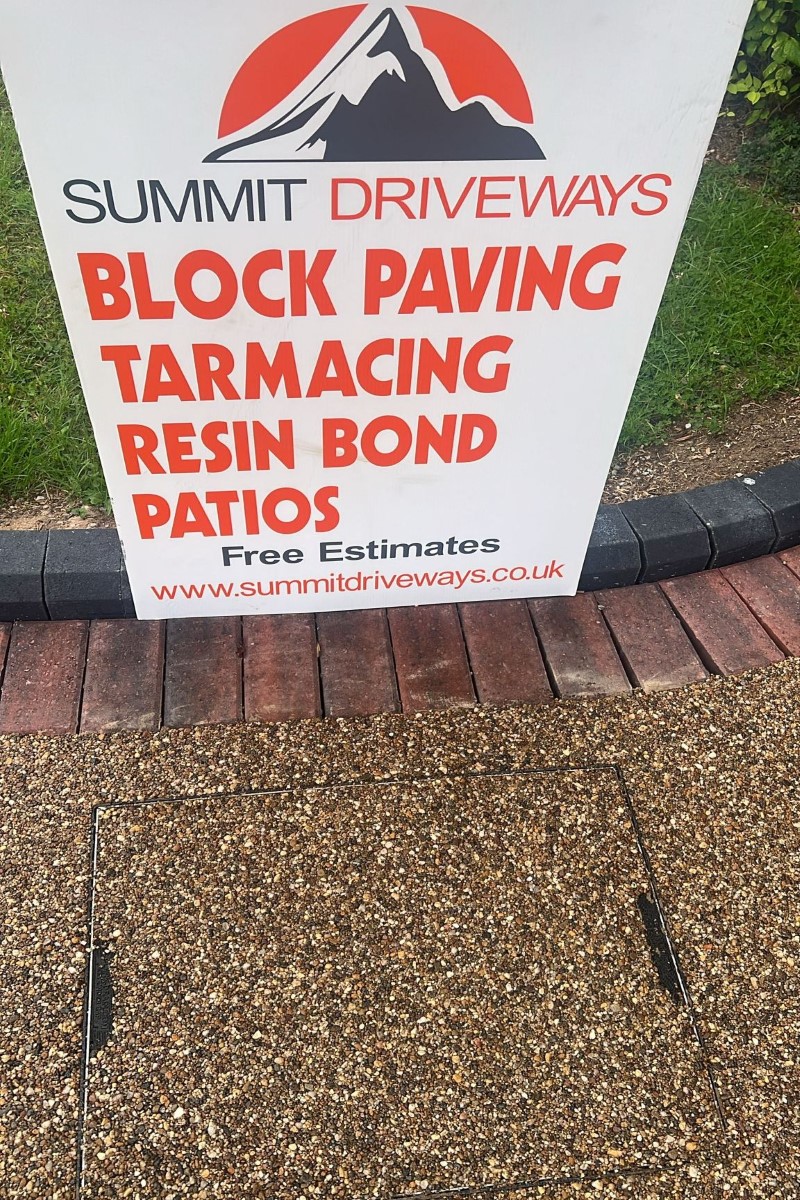 SUMMIT DRIVEWAYS
BLOCK PAVING
TARMACING
RESIN BOND
PATIOS
Free Estimates
www.summitdriveways.co.uk